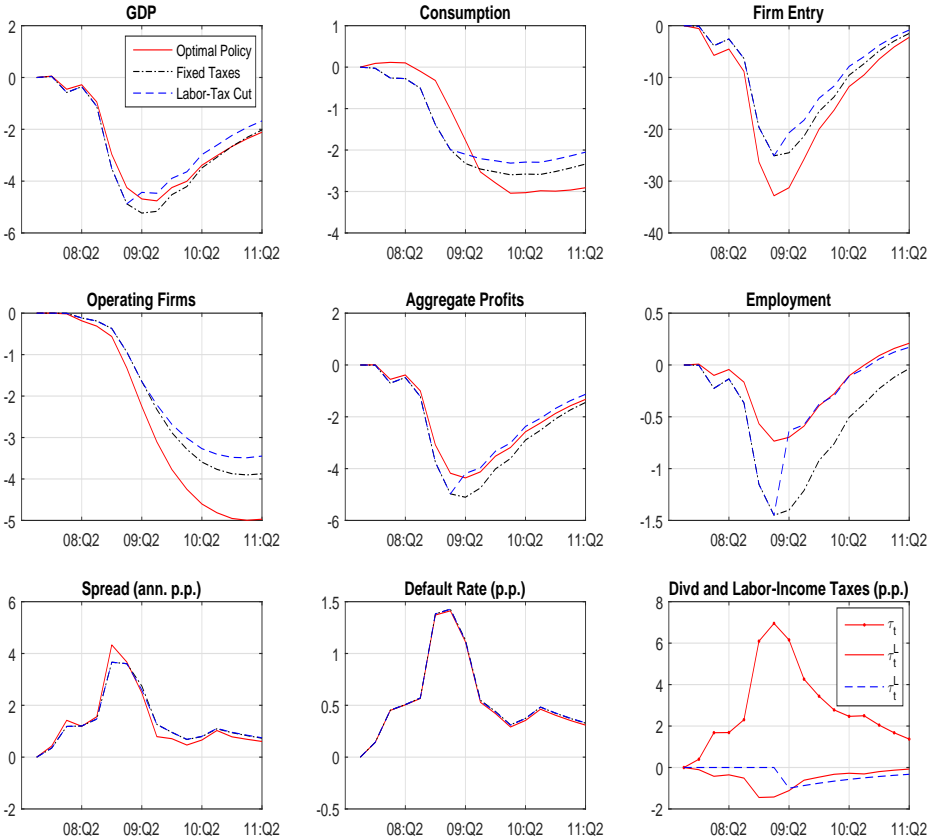 GDP
2
0
-2
-4
-6
08:Q2 09:Q2 10:Q2 11:Q2
Optimal Policy
Fixed Taxes
Labor-Tax Cut
Consumption
1
0
-1
-2
-3
-4
08:Q2 09:Q2 10:Q2 11:Q2
Firm Entry
0
-10
-20
-30
-40
08:Q2 09:Q2 10:Q2 11:Q2
Operating Firms
0
-1
-2
-3
-4
-5
08:Q2 09:Q2 10:Q2 11:Q2
Aggregate Profits
2
0
-2
-4
-6
08:Q2 09:Q2 10:Q2 11:Q2
Employment
0.5
0
-0.5
-1
-1.5
08:Q2 09:Q2 10:Q2 11:Q2
Spread (ann. p.p.)
6
4
2
0
-2
08:Q2 09:Q2 10:Q2 11:Q2
Default Rate (p.p.)
1.5
1
0.5
0
-0.5
08:Q2 09:Q2 10:Q2 11:Q2
Divd and Labor-Income Taxes (p.p.)
8
6
4
2
0
-2
08:Q2 09:Q2 10:Q2 11:Q2
τ_t
τ_t^L
τ_t^L